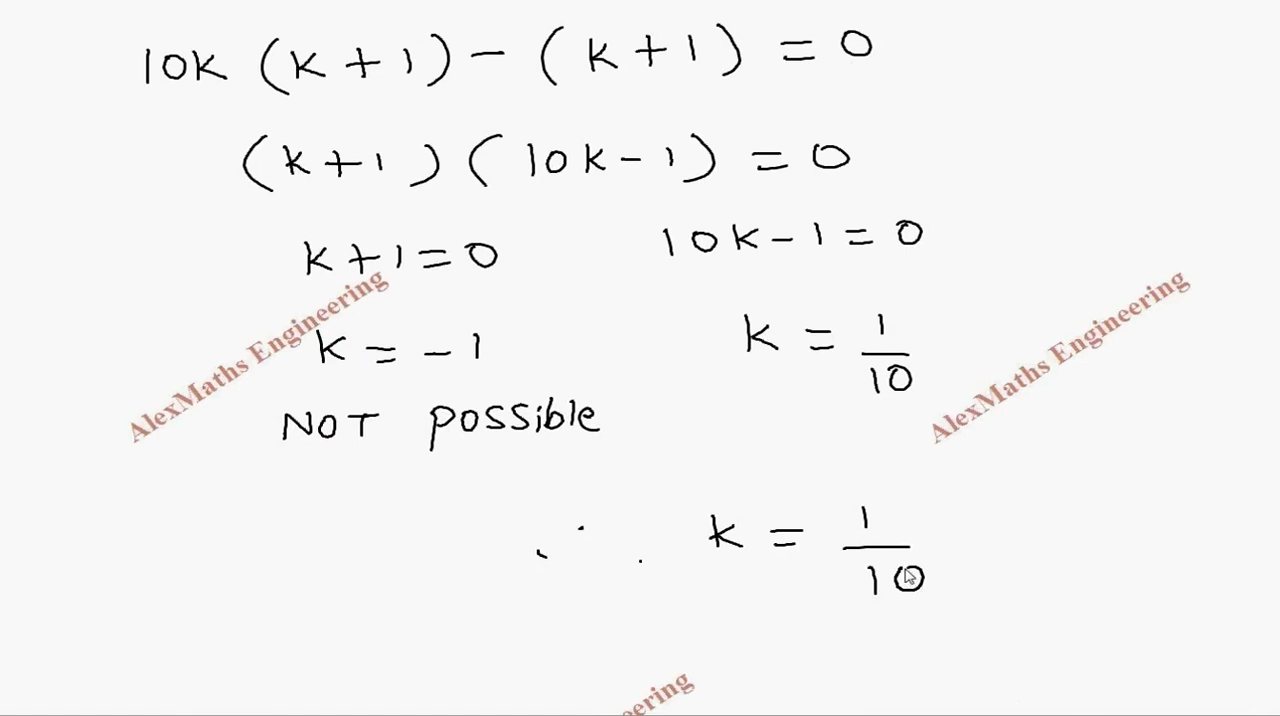 10k (k + 1) - (k + 1) = 0
(k + 1) (10k - 1) = 0
k + 1 = 0    10k - 1 = 0
k = - 1    k = 1/10
NOT possible
∴ k = 1/10
AlexMaths Engineering
AlexMaths Engineering
eering